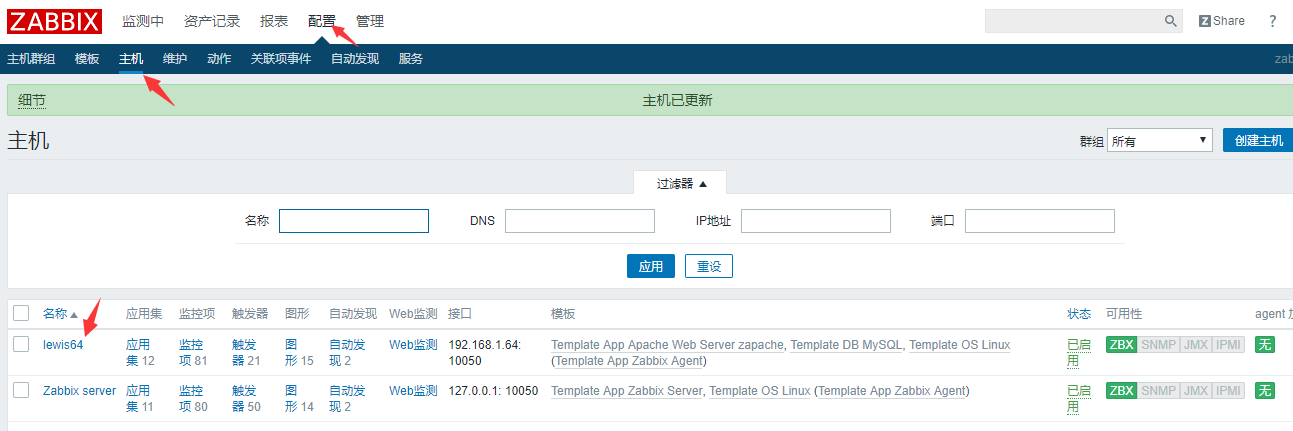 ZABBIX 监测中 资产记录 报表 配置 管理 Z Share ?
主机群组 模板 主机 维护 动作 关联项事件 自动发现 服务 zab
细节 主机已更新
主机 群组 所有 创建主机
过滤器
名称 DNS IP地址 端口
应用 重设
名称 应用集 监控项 触发器 图形 自动发现 Web监测 接口 模板 状态 可用性 agent 加
lewis64 应用 监控 触发 图 自动发 Web监测 192.168.1.64: Template App Apache Web Server zapache, Template DB MySQL, Template OS Linux 已启 ZBX SNMP JMX IPMI 无
集 12 项 81 器 21 形 15 现 2 10050 (Template App Zabbix Agent) 用
Zabbix server 应用 监控 触发 图 自动发 Web监测 127.0.0.1: 10050 Template App Zabbix Server, Template OS Linux (Template App Zabbix Agent) 已启 ZBX SNMP JMX IPMI 无
集 11 项 80 器 50 形 14 现 2 用